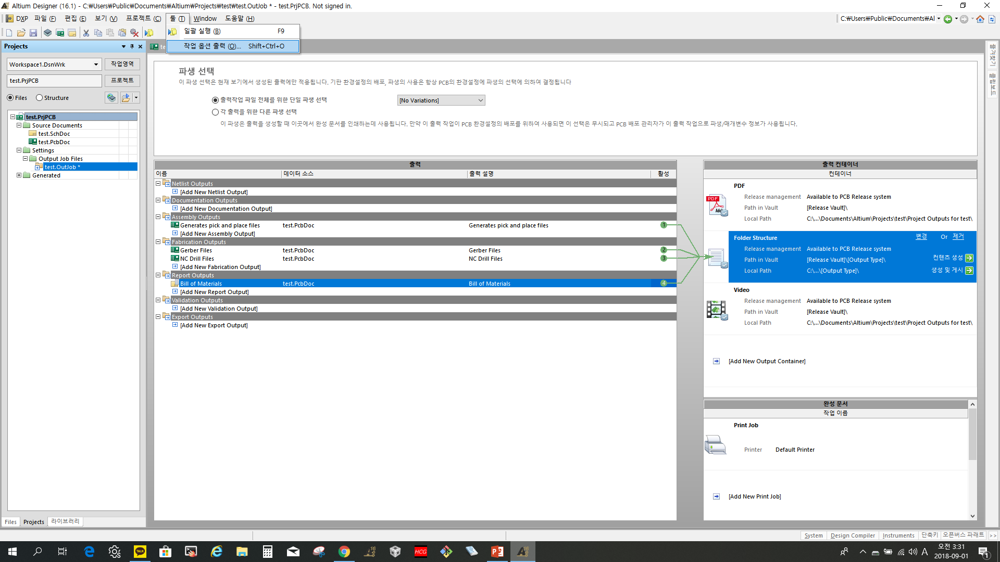 Altium Designer (16.1) - C:₩Users₩Public₩Documents₩Altium₩Projects₩test₩test.OutJob * - test.PrjPCB. Not signed in.
DXP 파일 (F) 편집 (E) 보기 (V) 프로젝트 (C) 툴 (T) Window 도움말 (H) C:₩Users₩Public₩Documents₩Al
일괄 실행 (B) F9
작업 옵션 출력 (O)... Shift+Ctrl+O
Projects
te
Workspace1.DsnWrk 작업영역
test.PrjPCB 프로젝트
Files Structure
test.PrjPCB
Source Documents
test.SchDoc
test.PcbDoc
Settings
Output Job Files
test.OutJob *
Generated
파생 선택
이 파생 선택은 현재 보기에서 생성된 출력에만 적용됩니다. 기판 환경설정의 배포, 파생의 사용은 항상 PCB의 환경설정에 파생의 선택에 의하여 결정됩니다
출력작업 파일 전체를 위한 단일 파생 선택 [No Variations]
각 출력을 위한 다른 파생 선택
이 파생은 출력을 생성할 때 이곳에서 완성 문서를 인쇄하는데 사용됩니다. 만약 이 출력 작업이 PCB 환경설정의 배포를 위하여 사용되면 이 선택은 무시되고 PCB 배포 관리자가 이 출력 작업으로 파생/매개변수 정보가 사용됩니다.
출력
이름 데이터 소스 출력 설명 활성
Netlist Outputs
[Add New Netlist Output]
Documentation Outputs
[Add New Documentation Output]
Assembly Outputs
Generates pick and place files test.PcbDoc Generates pick and place files 1
[Add New Assembly Output]
Fabrication Outputs
Gerber Files test.PcbDoc Gerber Files 2
NC Drill Files test.PcbDoc NC Drill Files 3
[Add New Fabrication Output]
Report Outputs
Bill of Materials test.PcbDoc Bill of Materials 4
[Add New Report Output]
Validation Outputs
[Add New Validation Output]
Export Outputs
[Add New Export Output]
출력 컨테이너
컨테이너
PDF
PDF
Adob
Release management Available to PCB Release system
Path in Vault [Release Vault]\
Local Path C:\...\Documents\Altium\Projects\test\Project Outputs for test\
Folder Structure 변경 Or 제거
Release management Available to PCB Release system
Path in Vault [Release Vault]\[Output Type]\ 컨텐츠 생성
Local Path C:\...\[Output Type]\ 생성 및 게시
Video
Release management Available to PCB Release system
Path in Vault [Release Vault]\
Local Path C:\...\Documents\Altium\Projects\test\Project Outputs for test\
[Add New Output Container]
완성 문서
작업 이름
Print Job
Printer Default Printer
[Add New Print Job]
즐겨찾기
클립보드
Files Projects 라이브러리
System Design Compiler Instruments 단축키 오픈버스 파래트 >>
TALK
HCG
A 오전 3:31
2018-09-01
1